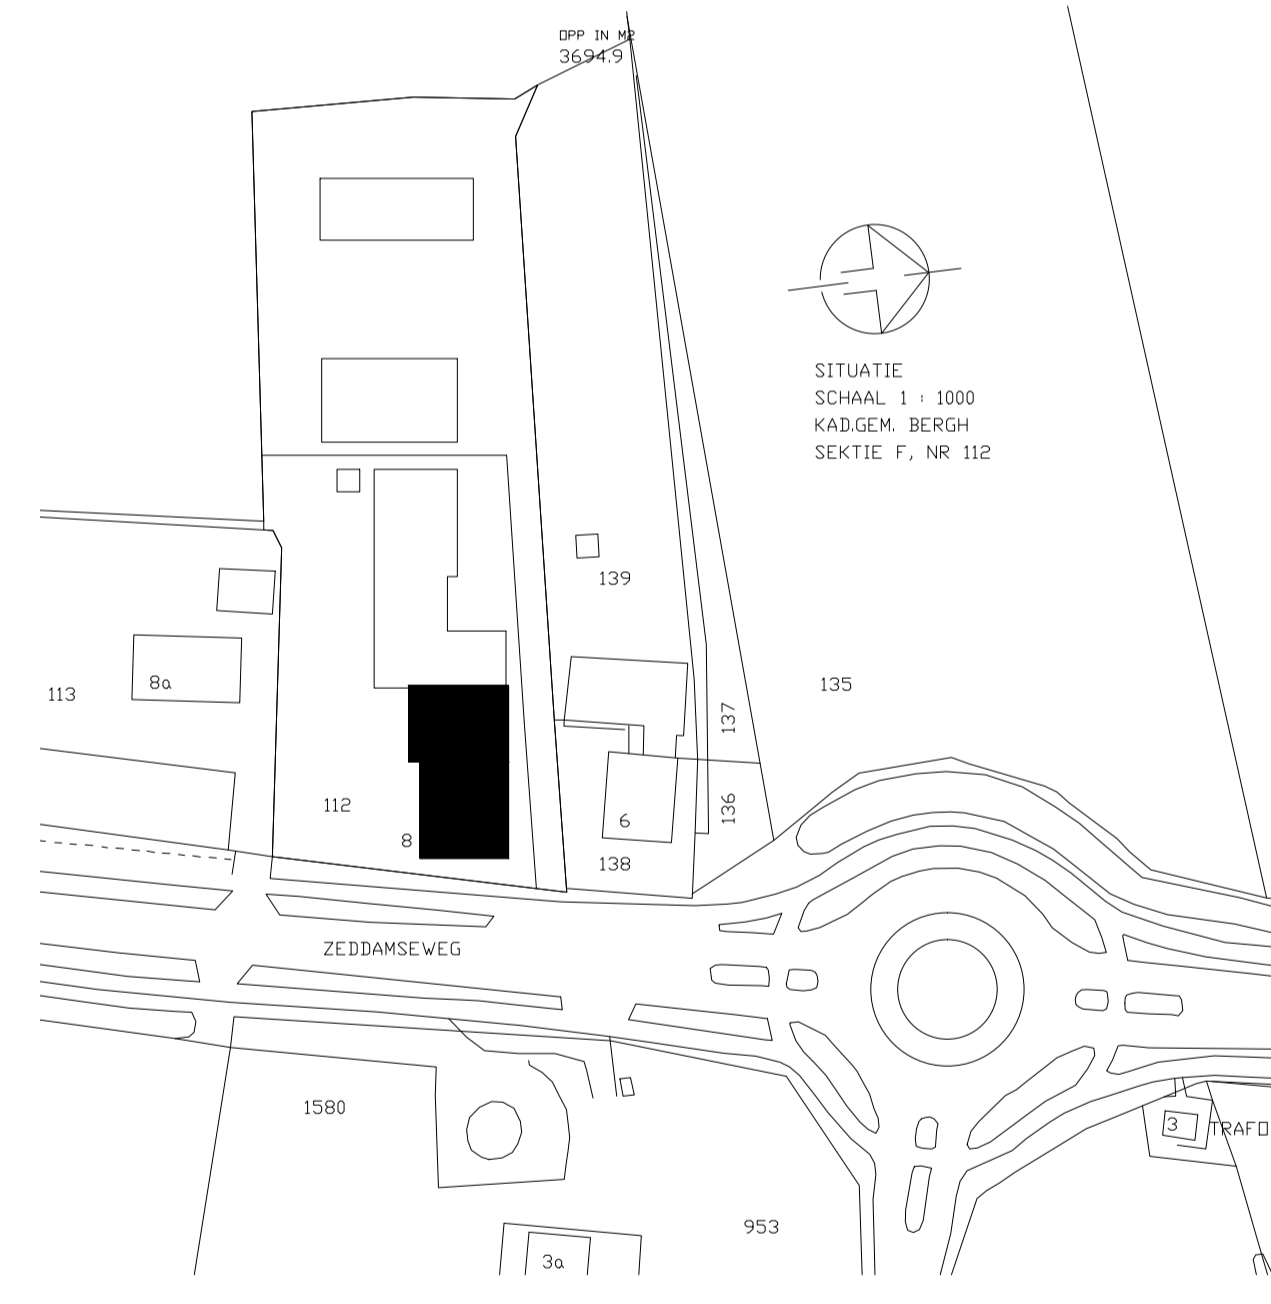 OPP IN M2
3694.9
SITUATIE
SCHAAL 1 : 1000
KAD.GEM. BERGH
SEKTIE F, NR 112
139
8a
113
135
137
112
136
6
8
138
ZEDDAMSEWEG
1580
3
TRAFO
953
3a